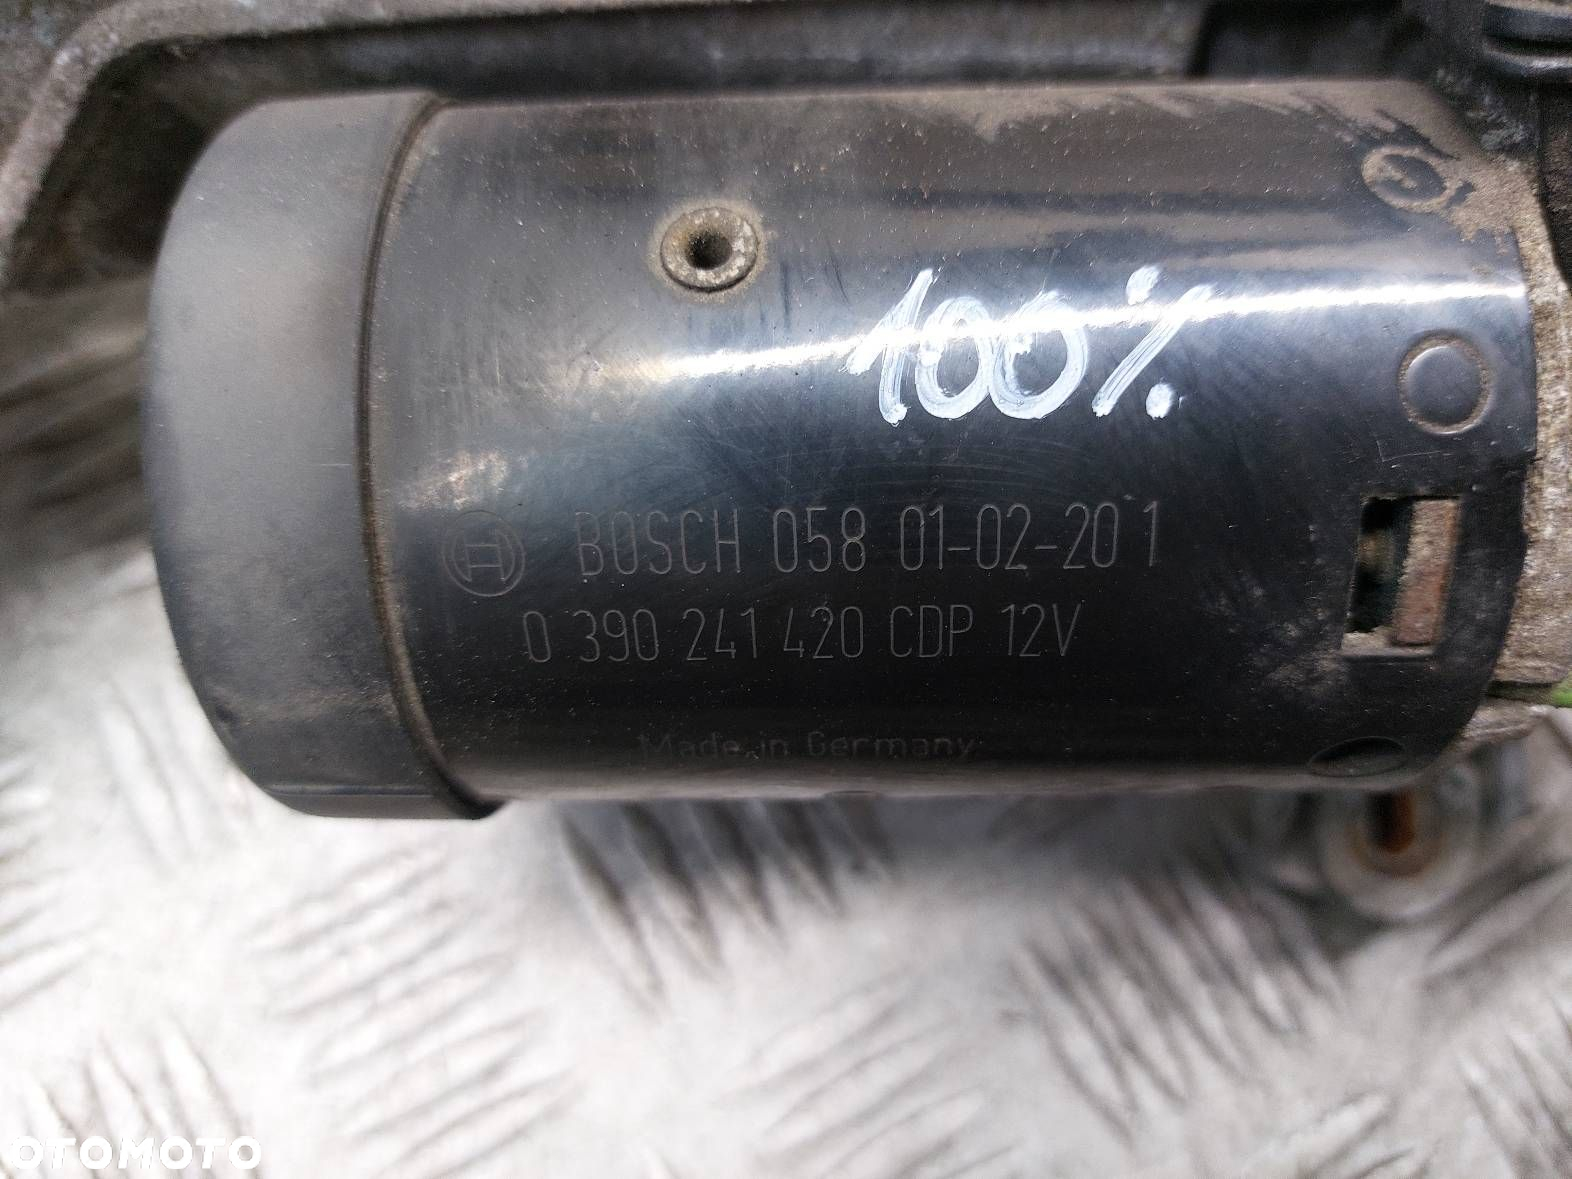 100%
BOSCH 058 01-02-20 1
0 390 241 420 CDP 12V
Made in Germany
OTOMOTO